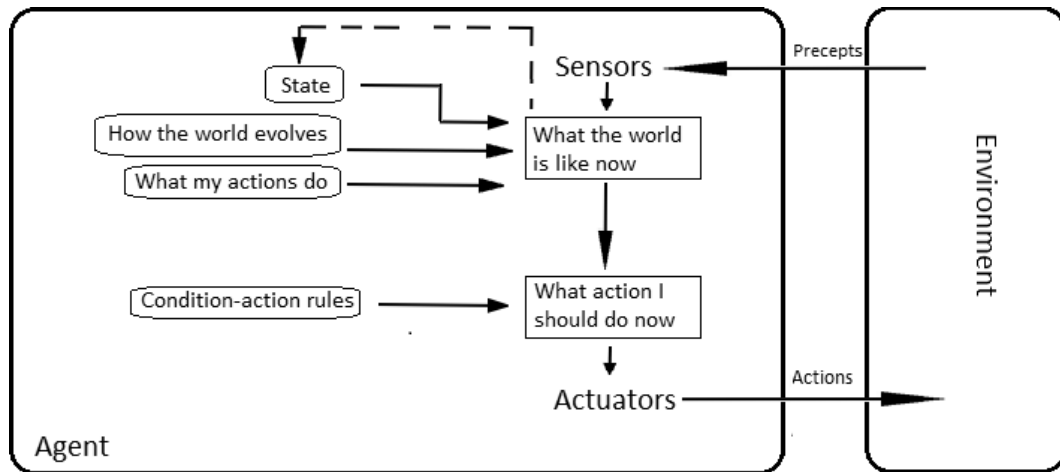 Precepts
Sensors
State
How the world evolves
What the world
is like now
What my actions do
Environment
Condition-action rules
What action I
should do now
Actions
Actuators
Agent